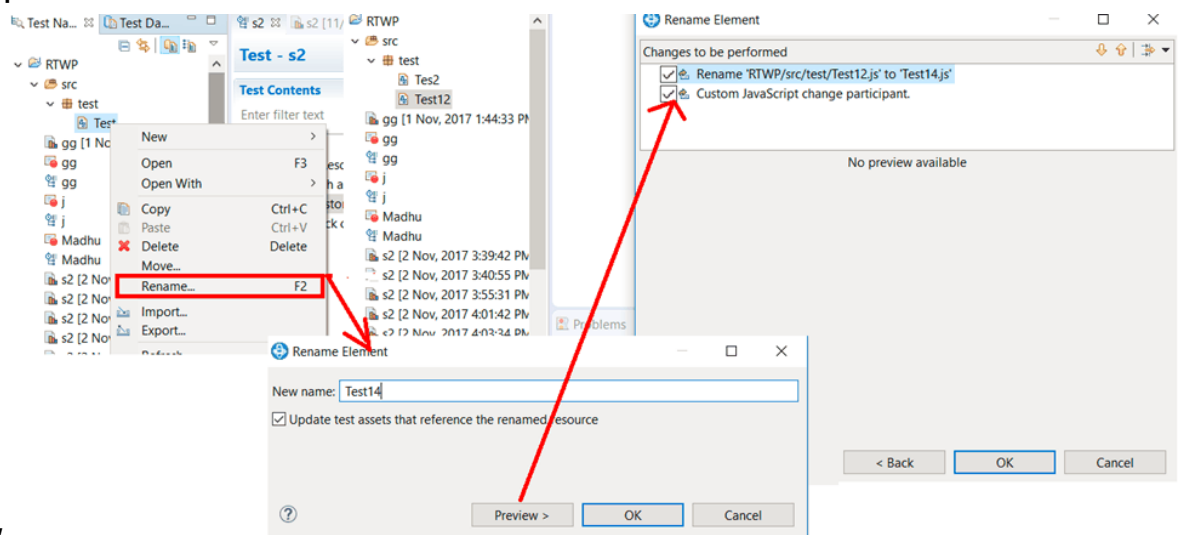 Test Na...
Test Da...
RTWP
src
test
Test
gg [1 No
gg
gg
j
j
Madhu
Madhu
s2 [2 No
s2 [2 No
s2 [2 No
s2 [2 No
New
Open F3
Open With
Copy Ctrl+C
Paste Ctrl+V
Delete Delete
Move...
Rename... F2
Import...
Export...
s2
s2 [11/
Test - s2
Test Contents
Enter filter text
RTWP
src
test
Tes2
Test12
gg [1 Nov, 2017 1:44:33 PM
gg
gg
j
j
Madhu
Madhu
s2 [2 Nov, 2017 3:39:42 PM
s2 [2 Nov, 2017 3:40:55 PM
s2 [2 Nov, 2017 3:55:31 PM
s2 [2 Nov, 2017 4:01:42 PM
s2 [2 Nov, 2017 4:03:34 PM
Problems
Rename Element
New name: Test14
Update test assets that reference the renamed resource
Preview > OK Cancel
Rename Element
Changes to be performed
Rename 'RTWP/src/test/Test12.js' to 'Test14.js'
Custom JavaScript change participant.
No preview available
< Back OK Cancel